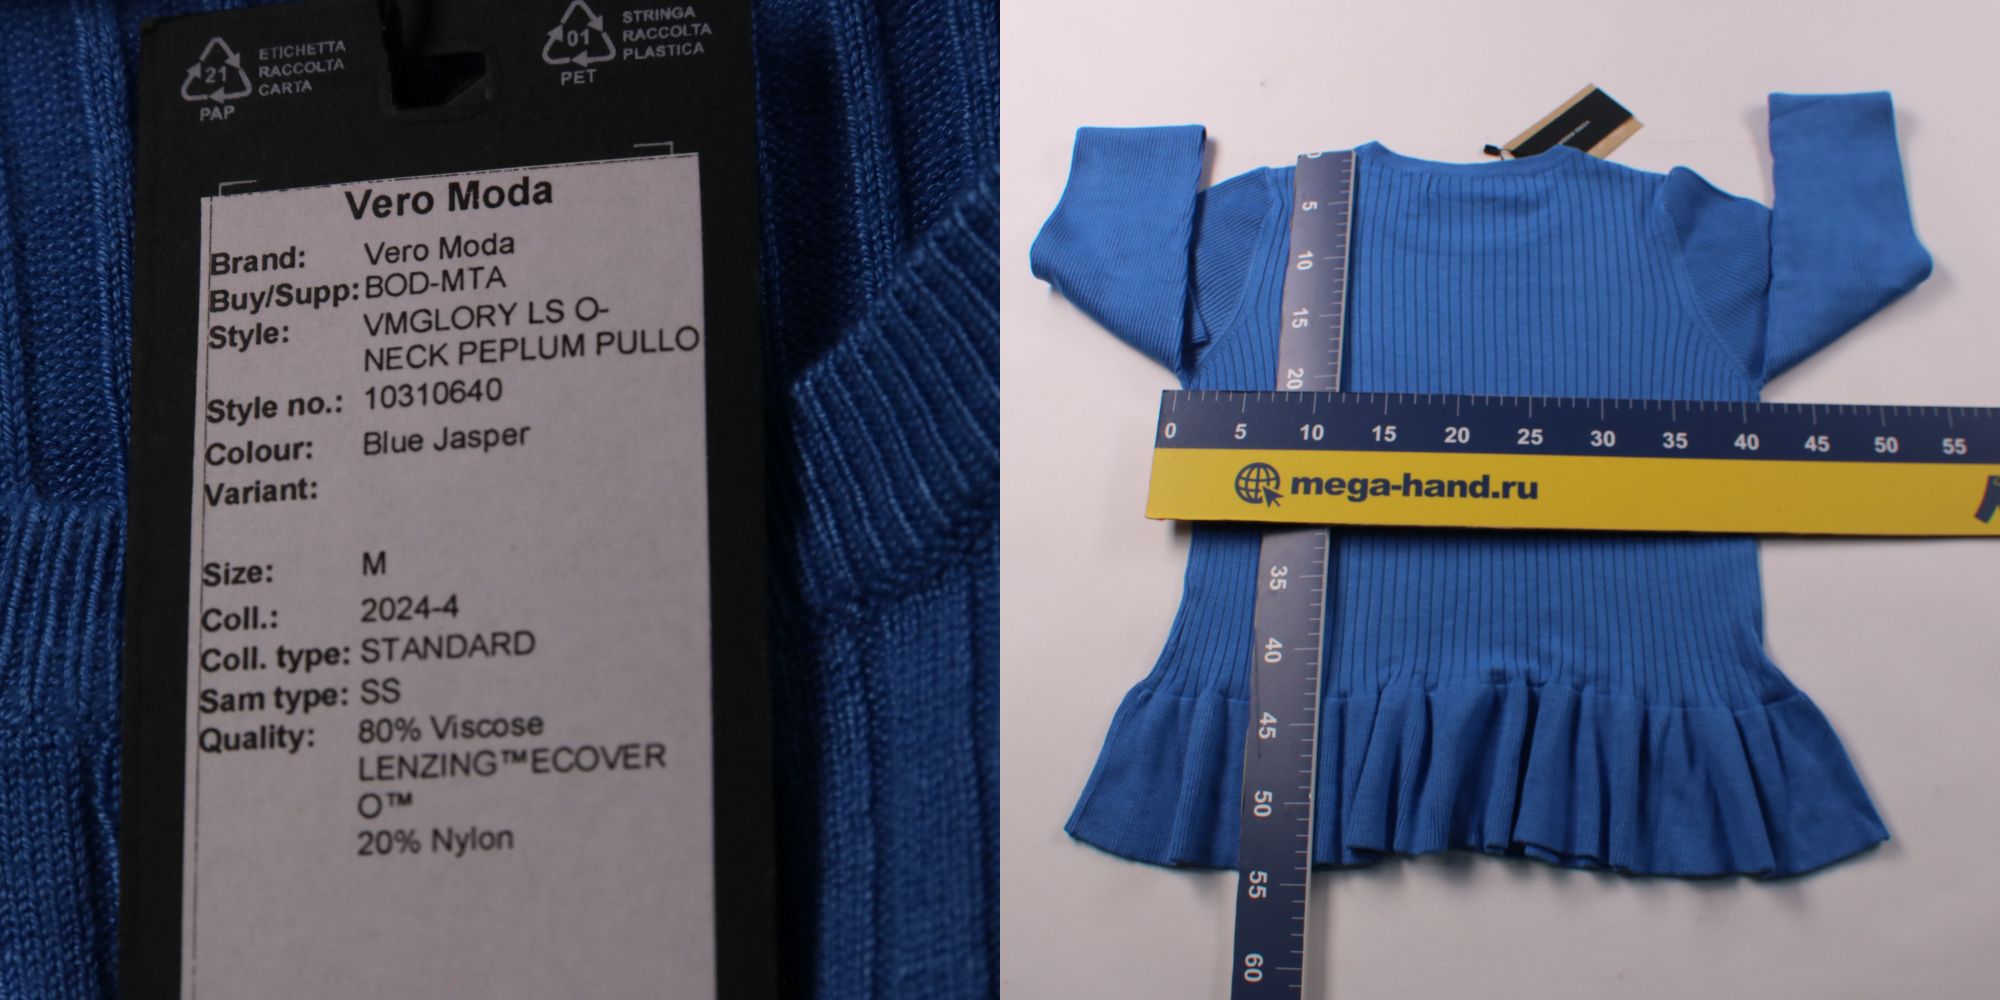 21
PAP
ETICHETTA
RACCOLTA
CARTA
01
PET
STRINGA
RACCOLTA
PLASTICA
Vero Moda
Brand: Vero Moda
Buy/Supp: BOD-MTA
Style: VMGLORY LS O-
NECK PEPLUM PULLO
Style no.: 10310640
Colour: Blue Jasper
Variant:
Size: M
Coll.: 2024-4
Coll. type: STANDARD
Sam type: SS
Quality: 80% Viscose
LENZING™ECOVER
O™
20% Nylon
0
5
10
15
20
0 5 10 15 20 25 30 35 40 45 50 55
mega-hand.ru
35
40
45
50
55
60